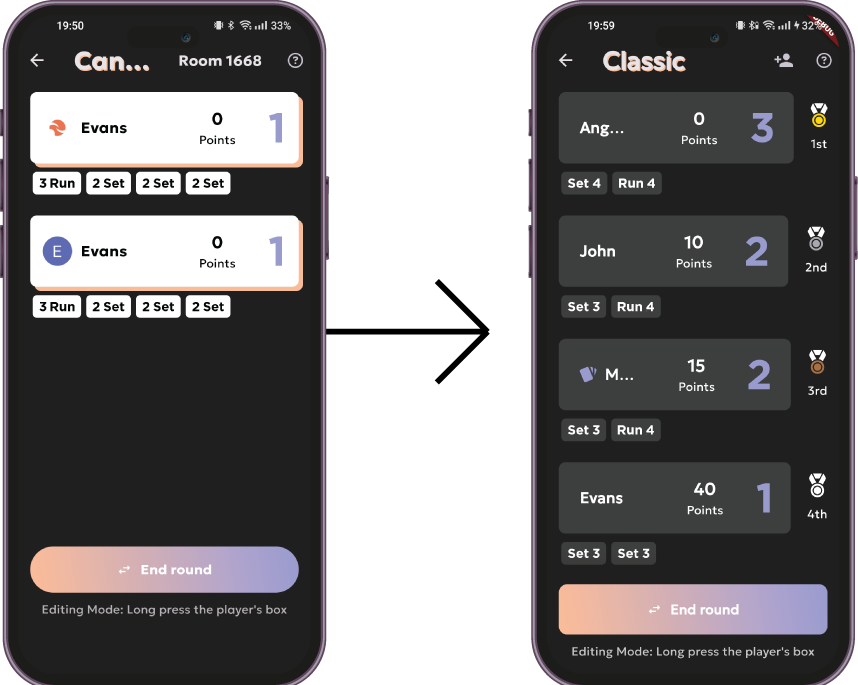 19:50 33%
Can... Room 1668
Evans 0 Points 1
3 Run 2 Set 2 Set 2 Set
E Evans 0 Points 1
3 Run 2 Set 2 Set 2 Set
End round
Editing Mode: Long press the player's box
19:59 32%
Classic
Ang... 0 Points 3 1st
Set 4 Run 4
John 10 Points 2 2nd
Set 3 Run 4
M... 15 Points 2 3rd
Set 3 Run 4
Evans 40 Points 1 4th
Set 3 Set 3
End round
Editing Mode: Long press the player's box